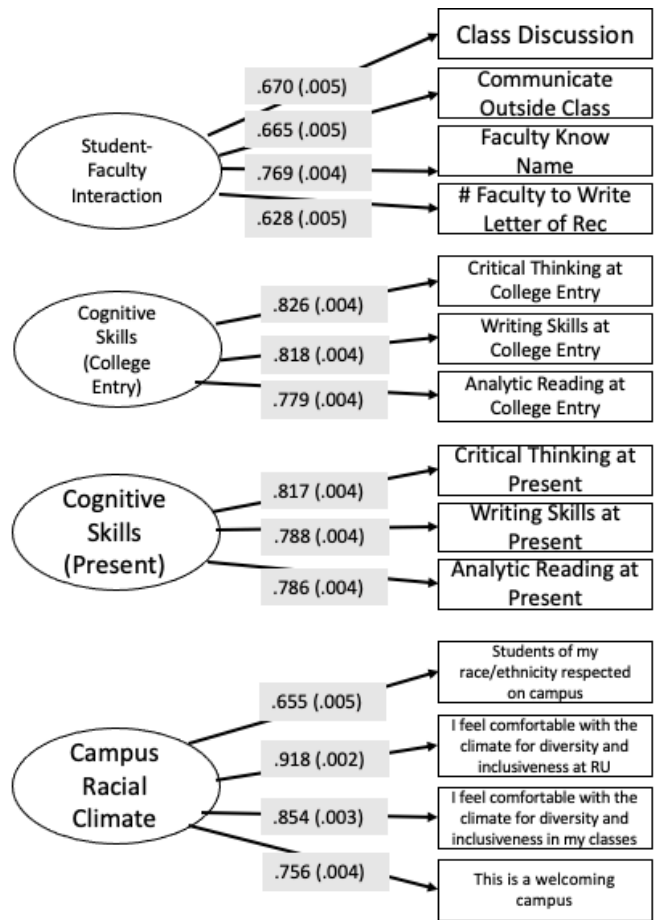 Class Discussion
.670 (.005)
Communicate
Outside Class
.665 (.005)
Student-
Faculty
Interaction
Faculty Know
Name
.769 (.004)
# Faculty to Write
Letter of Rec
.628 (.005)
Critical Thinking at
College Entry
.826 (.004)
Cognitive
Skills
(College
Entry)
Writing Skills at
College Entry
.818 (.004)
Analytic Reading at
College Entry
.779 (.004)
Critical Thinking at
Present
.817 (.004)
Cognitive
Skills
(Present)
Writing Skills at
Present
.788 (.004)
Analytic Reading at
Present
.786 (.004)
Students of my
race/ethnicity respected
on campus
.655 (.005)
Campus
Racial
Climate
I feel comfortable with the
climate for diversity and
inclusiveness at RU
.918 (.002)
I feel comfortable with the
climate for diversity and
inclusiveness in my classes
.854 (.003)
.756 (.004)
This is a welcoming
campus